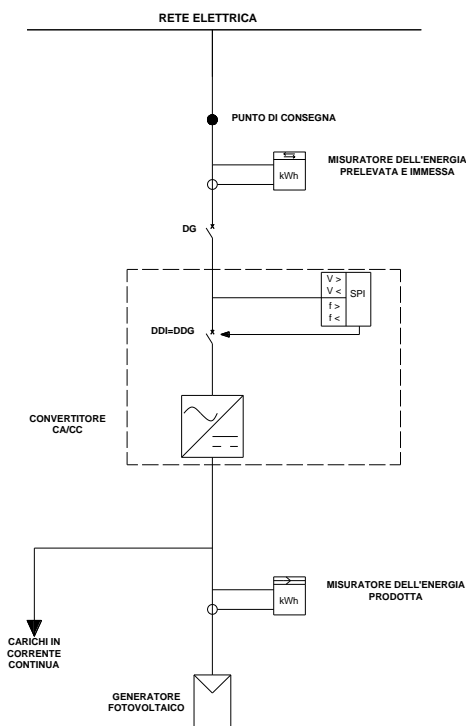 RETE ELETTRICA
PUNTO DI CONSEGNA
MISURATORE DELL'ENERGIA
PRELEVATA E IMMESSA
kWh
DG
V >
V <
f >
f <
SPI
DDI=DDG
CONVERTITORE
CA/CC
MISURATORE DELL'ENERGIA
PRODOTTA
kWh
CARICHI IN
CORRENTE
CONTINUA
GENERATORE
FOTOVOLTAICO